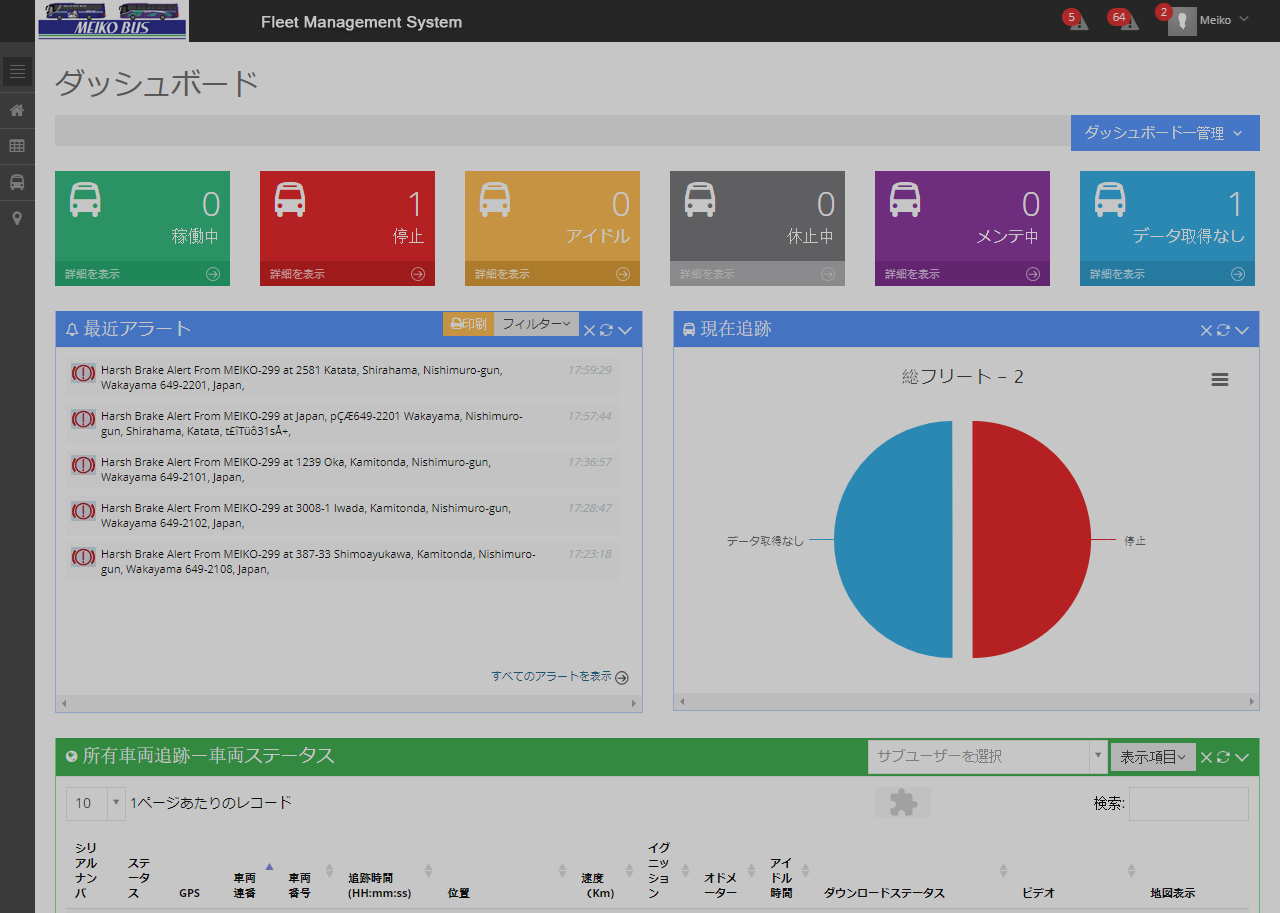 MEIKO BUS
Fleet Management System
5
64
2
Meiko
ダッシュボード
ダッシュボードー管理
0
稼働中
詳細を表示
1
停止
詳細を表示
0
アイドル
詳細を表示
0
休止中
詳細を表示
0
メンテ中
詳細を表示
1
データ取得なし
詳細を表示
最近アラート
印刷
フィルター
Harsh Brake Alert From MEIKO-299 at 2581 Katata, Shirahama, Nishimuro-gun,
Wakayama 649-2201, Japan,
17:59:29
Harsh Brake Alert From MEIKO-299 at Japan, pÇÆ649-2201 Wakayama, Nishimuro-
gun, Shirahama, Katata, t£îTüô31sÅ+,
17:57:44
Harsh Brake Alert From MEIKO-299 at 1239 Oka, Kamitonda, Nishimuro-gun,
Wakayama 649-2101, Japan,
17:36:57
Harsh Brake Alert From MEIKO-299 at 3008-1 Iwada, Kamitonda, Nishimuro-gun,
Wakayama 649-2102, Japan,
17:28:47
Harsh Brake Alert From MEIKO-299 at 387-33 Shimoayukawa, Kamitonda, Nishimuro-
gun, Wakayama 649-2108, Japan,
17:23:18
すべてのアラートを表示
現在追跡
総フリート – 2
データ取得なし
停止
所有車両追跡ー車両ステータス
サブユーザーを選択
表示項目
10
1ページあたりのレコード
検索:
シリ
アル
ナン
バ
ステ
ータ
ス
GPS
車両
連番
車両
番号
追跡時間
(HH:mm:ss)
位置
速度
(Km)
イグ
ニッ
ショ
ン
オドメ
ーター
アイ
ドル
時間
ダウンロードステータス
ビデオ
地図表示